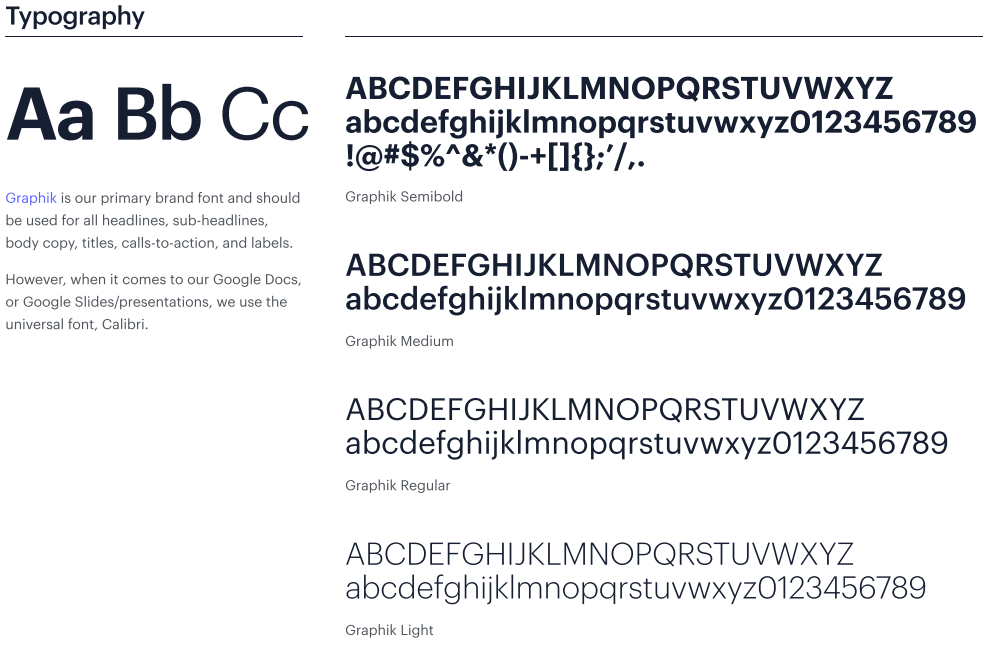 Typography
Aa Bb Cc
Graphik is our primary brand font and should
be used for all headlines, sub-headlines,
body copy, titles, calls-to-action, and labels.
However, when it comes to our Google Docs,
or Google Slides/presentations, we use the
universal font, Calibri.
ABCDEFGHIJKLMNOPQRSTUVWXYZ
abcdefghijklmnopqrstuvwxyz0123456789
!@#$%^&*()-+[]{};’/,.
Graphik Semibold
ABCDEFGHIJKLMNOPQRSTUVWXYZ
abcdefghijklmnopqrstuvwxyz0123456789
Graphik Medium
ABCDEFGHIJKLMNOPQRSTUVWXYZ
abcdefghijklmnopqrstuvwxyz0123456789
Graphik Regular
ABCDEFGHIJKLMNOPQRSTUVWXYZ
abcdefghijklmnopqrstuvwxyz0123456789
Graphik Light